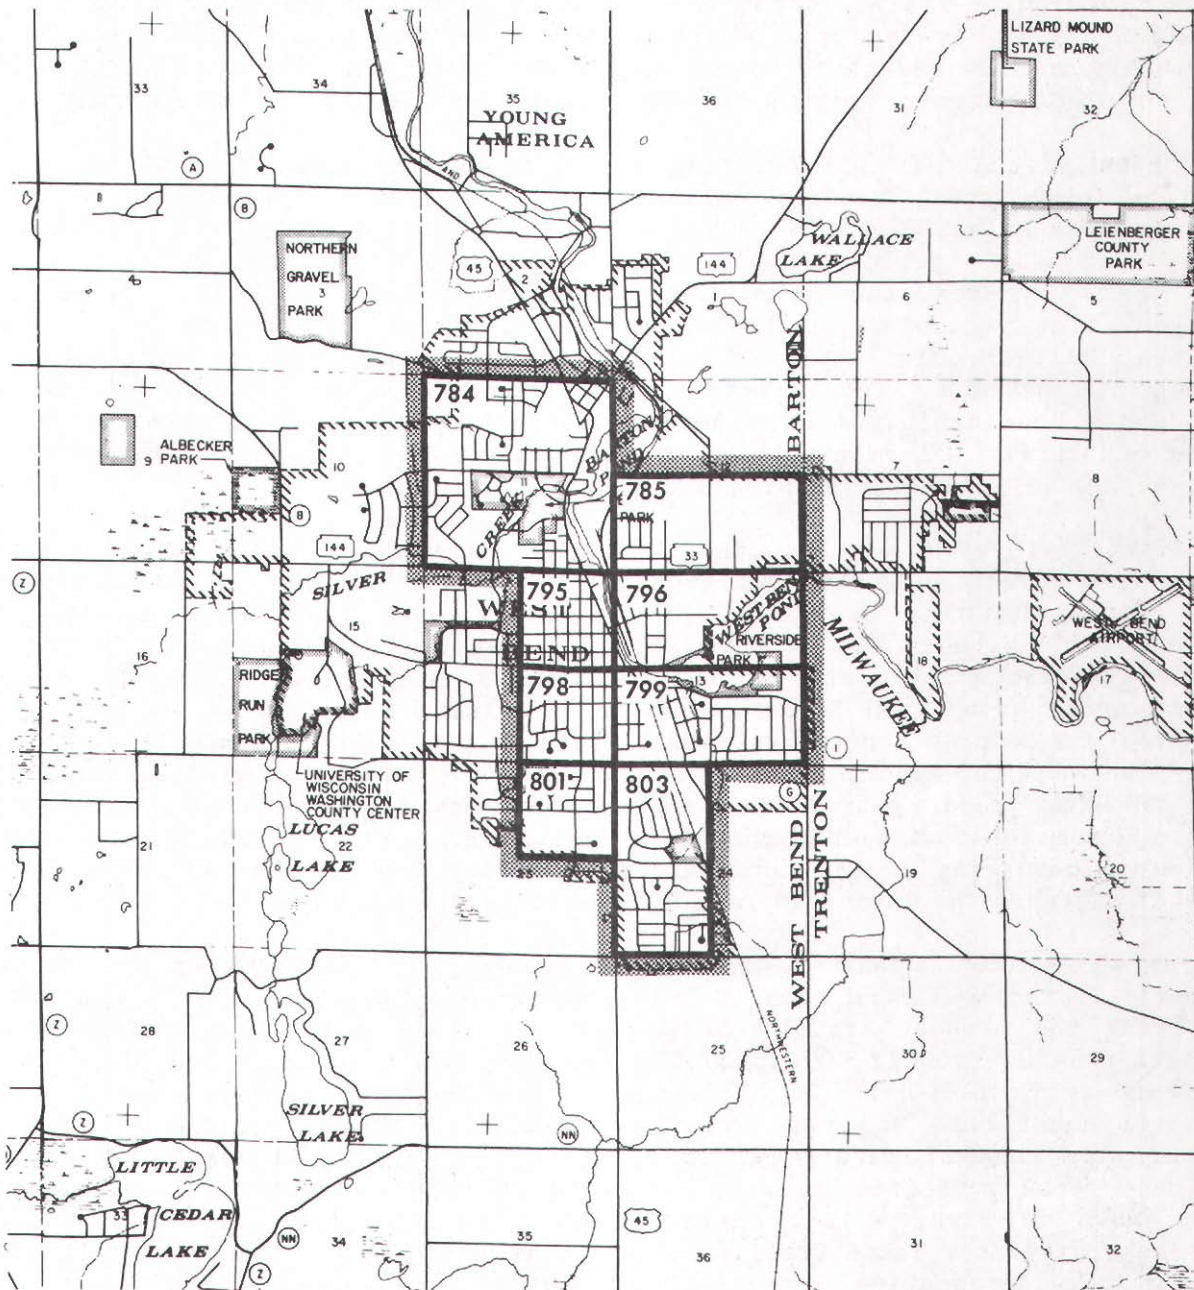 LIZARD MOUND
STATE PARK
33
34
35
36
31
32
YOUNG
AMERICA
AND
A
B
B
NORTHERN
GRAVEL
3
PARK
45
2
144
WALLACE
LAKE
LEIENBERGER
COUNTY
PARK
4
1
6
5
BARTON
784
BARTON
POND
ALBECKER
PARK
9
10
11
12
7
8
785
PARK
CREEK
B
144
33
Z
SILVER
795
796
WEST
BEND
WEST BEND
POND
RIVERSIDE
PARK
MILWAUKEE
WEST BEND
AIRPORT
15
16
13
18
17
RIDGE
RUN
PARK
798
799
I
UNIVERSITY OF
WISCONSIN
WASHINGTON
COUNTY CENTER
801
803
G
LUCAS
22
LAKE
21
23
24
19
20
WEST BEND
TRENTON
NORTHWESTERN
28
27
26
25
30
29
Z
SILVER
LAKE
Z
NN
LITTLE
33
CEDAR
LAKE
NN
Z
34
35
45
36
31
32